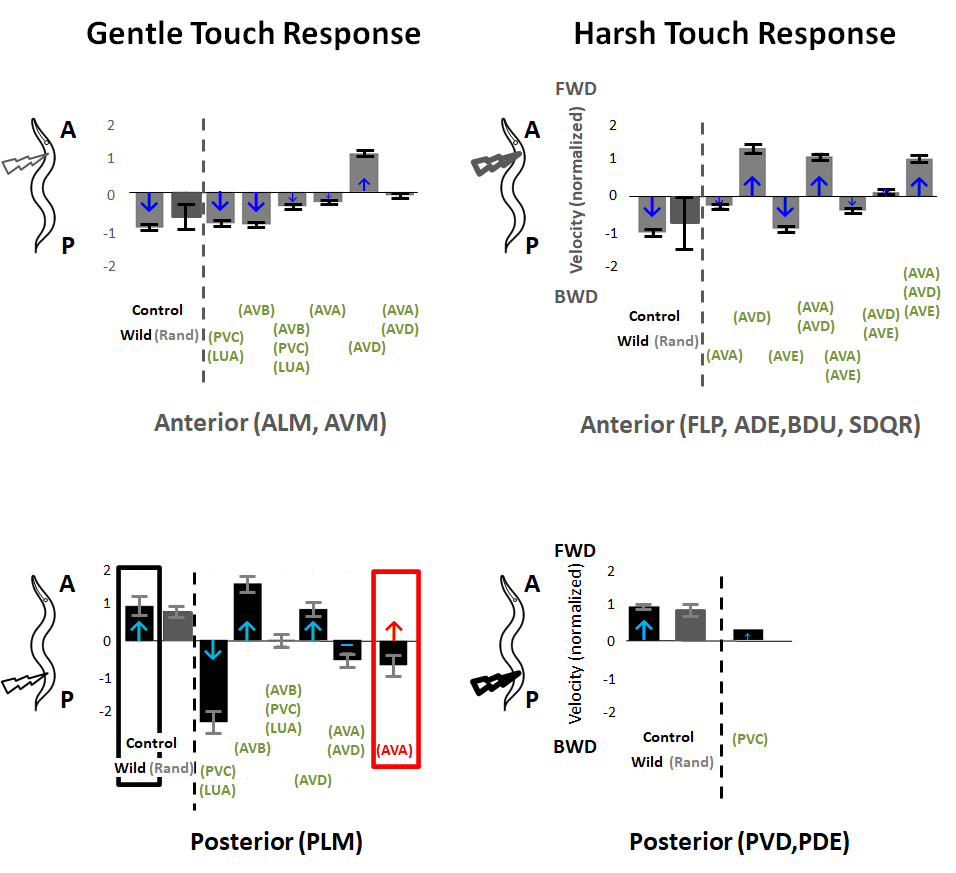 Gentle Touch Response
Harsh Touch Response
A
P
2
1
0
-1
-2
Control
Wild (Rand)
(PVC)
(LUA)
(AVB)
(AVB)
(PVC)
(LUA)
(AVA)
(AVD)
(AVA)
(AVD)
Anterior (ALM, AVM)
FWD
Velocity (normalized)
BWD
A
P
2
1
0
-1
-2
Control
Wild (Rand)
(AVA)
(AVD)
(AVE)
(AVA)
(AVD)
(AVA)
(AVE)
(AVD)
(AVE)
(AVA)
(AVD)
(AVE)
Anterior (FLP, ADE,BDU, SDQR)
A
P
2
1
0
-1
-2
Control
Wild (Rand)
(PVC)
(LUA)
(AVB)
(AVB)
(PVC)
(LUA)
(AVD)
(AVA)
(AVD)
(AVA)
Posterior (PLM)
FWD
Velocity (normalized)
BWD
A
P
2
1
0
-1
-2
Control
Wild (Rand)
(PVC)
Posterior (PVD,PDE)